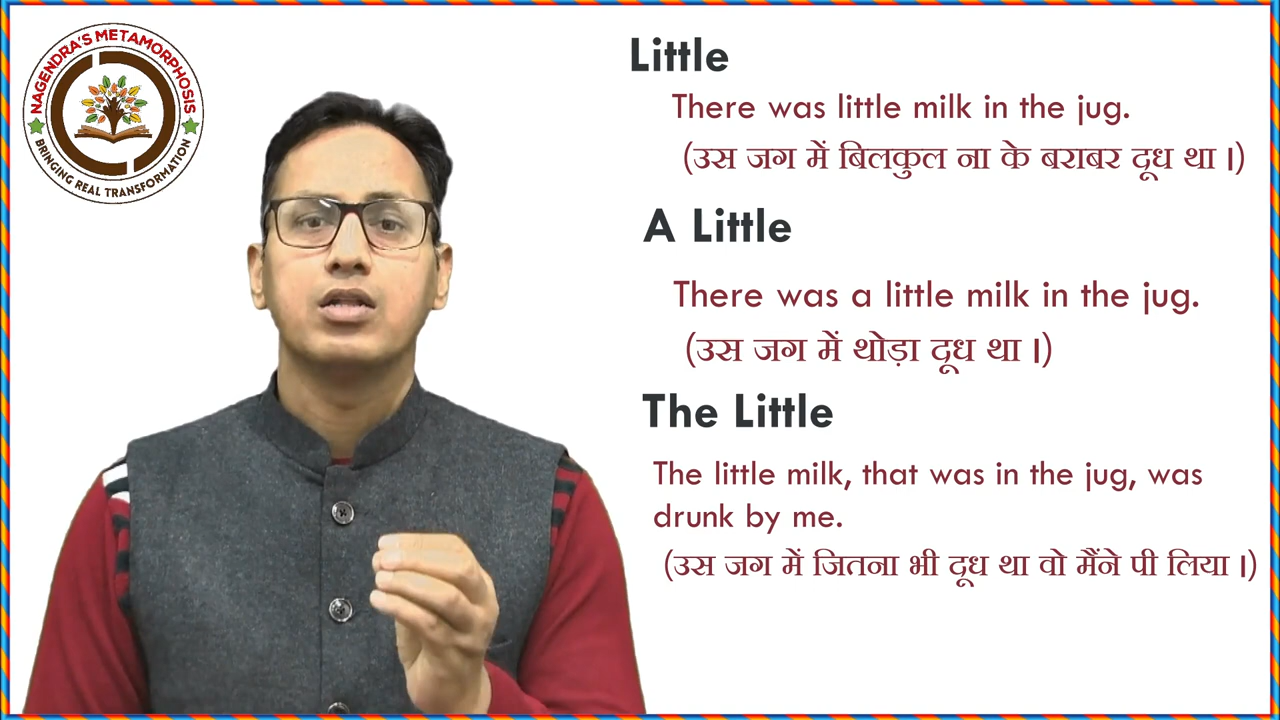 NAGENDRA'S METAMORPHOSIS
BRINGING REAL TRANSFORMATION
Little
There was little milk in the jug.
(उस जग में बिलकुल ना के बराबर दूध था।)
A Little
There was a little milk in the jug.
(उस जग में थोड़ा दूध था।)
The Little
The little milk, that was in the jug, was
drunk by me.
(उस जग में जितना भी दूध था वो मैंने पी लिया।)